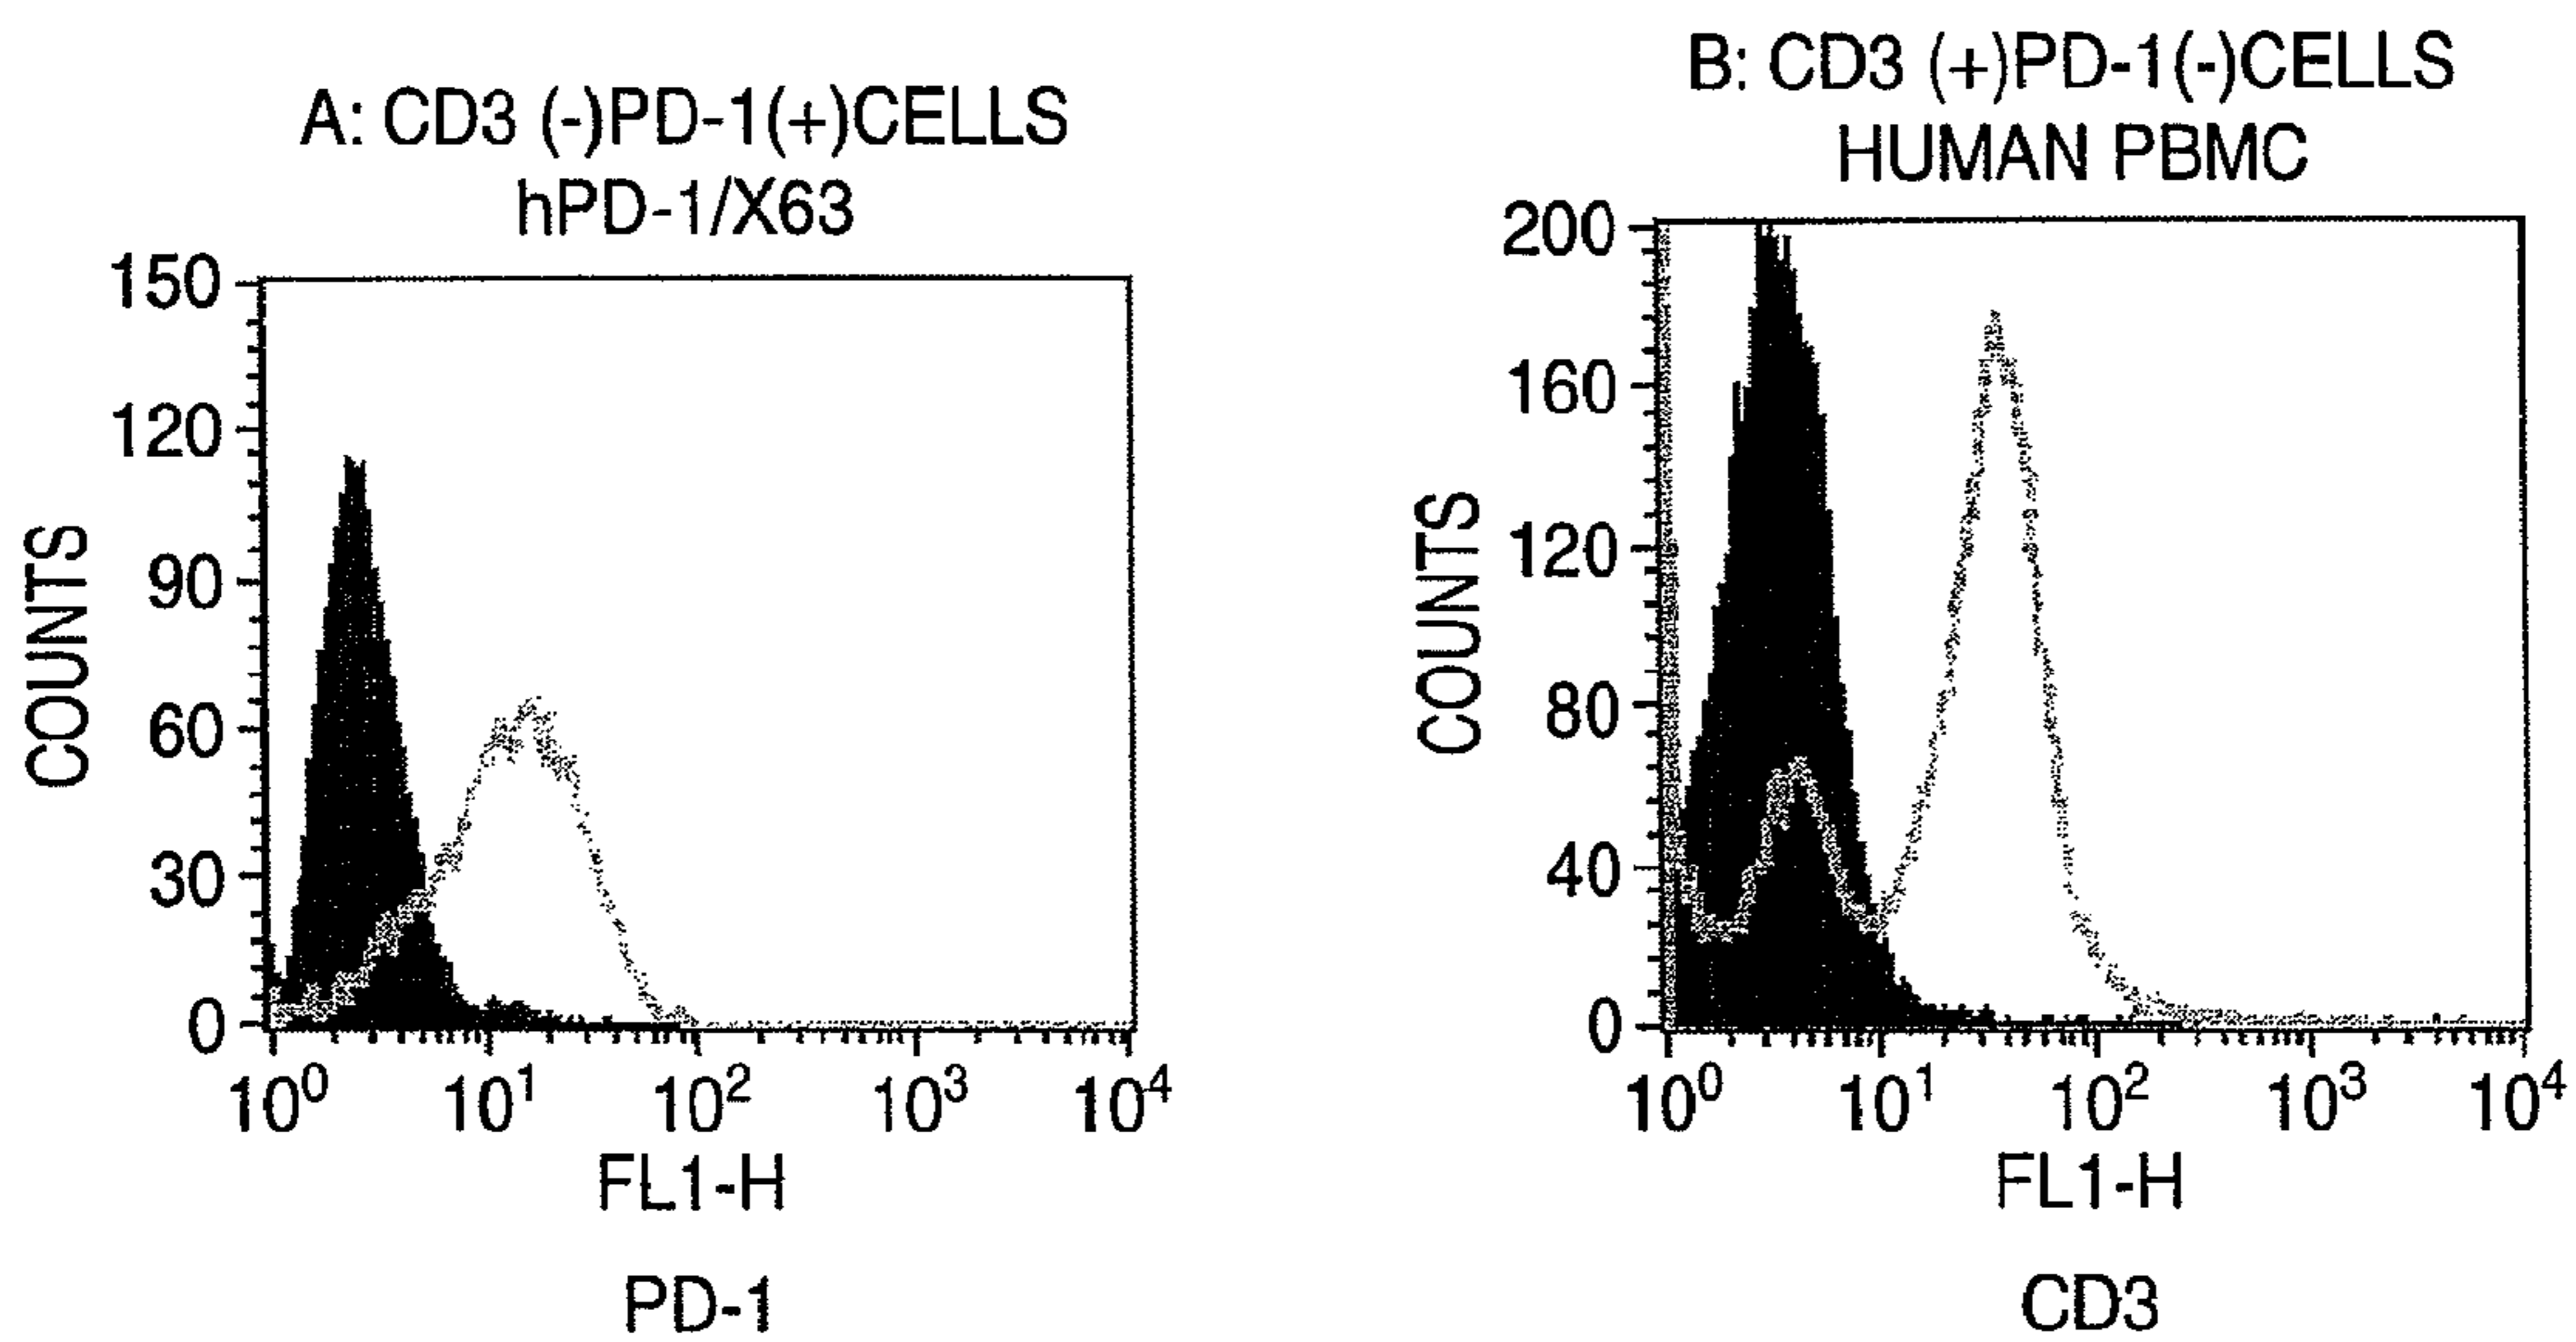 A: CD3 (-)PD-1(+)CELLS
hPD-1/X63
150
120
90
60
30
0
COUNTS
10⁰ 10¹ 10² 10³ 10⁴
FL1-H
PD-1
B: CD3 (+)PD-1(-)CELLS
HUMAN PBMC
200
160
120
80
40
0
COUNTS
10⁰ 10¹ 10² 10³ 10⁴
FL1-H
CD3